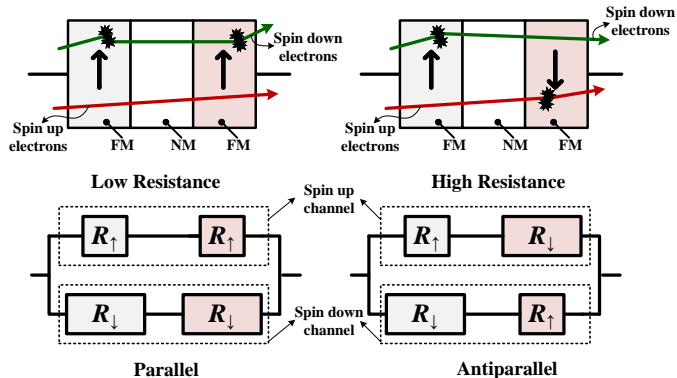 Spin down
electrons
Spin down
electrons
Spin up
electrons
FM
NM
FM
Spin up
electrons
FM
NM
FM
Low Resistance
High Resistance
Spin up
channel
R↑
R↑
R↑
R↓
R↓
R↓
Spin down
channel
R↓
R↑
Parallel
Antiparallel